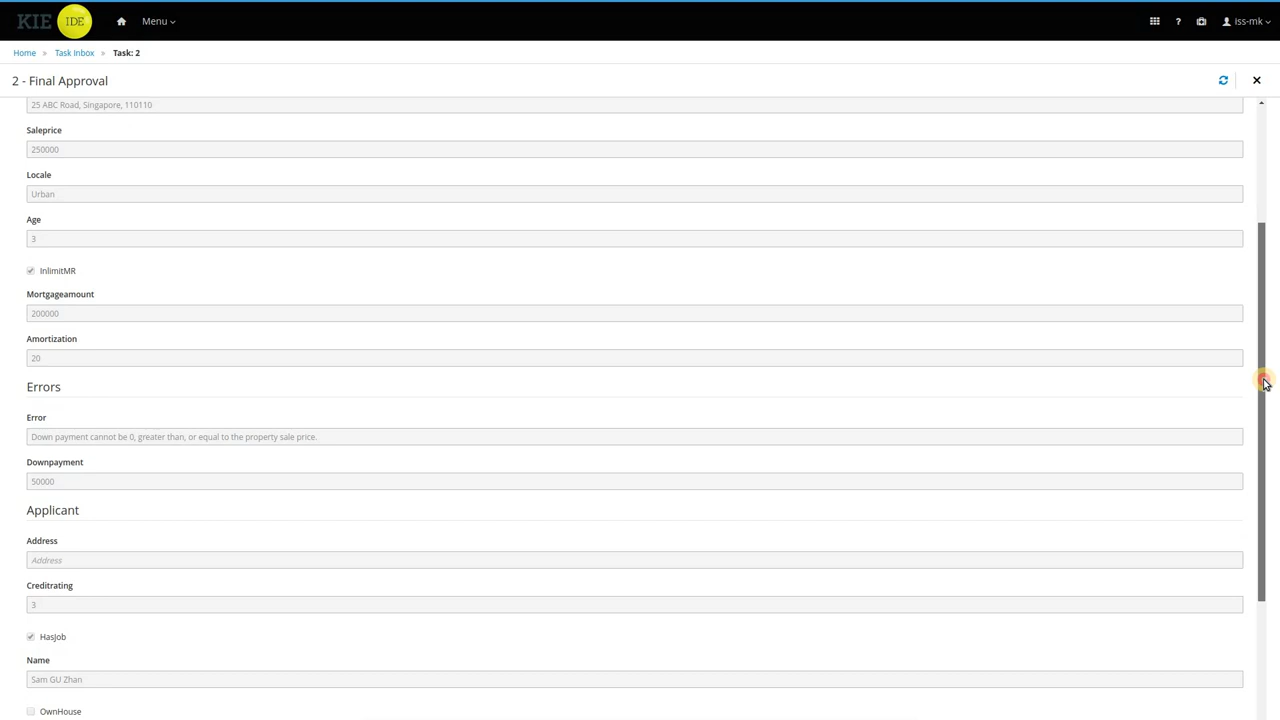 KIE IDE Menu ? iss-mk
Home » Task Inbox » Task: 2
2 - Final Approval
25 ABC Road, Singapore, 110110
Saleprice
250000
Locale
Urban
Age
3
InlimitMR
Mortgageamount
200000
Amortization
20
Errors
Error
Down payment cannot be 0, greater than, or equal to the property sale price.
Downpayment
50000
Applicant
Address
Address
Creditrating
3
HasJob
Name
Sam GU Zhan
OwnHouse